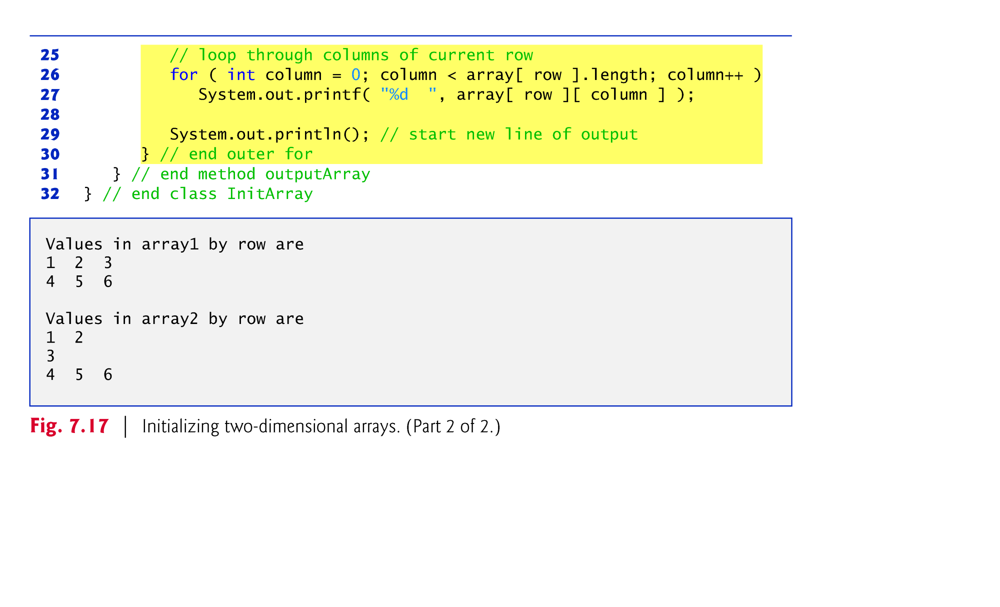 25 // loop through columns of current row
26 for ( int column = 0; column < array[ row ].length; column++ )
27 System.out.printf( "%d  ", array[ row ][ column ] );
28
29 System.out.println(); // start new line of output
30 } // end outer for
31 } // end method outputArray
32 } // end class InitArray
Values in array1 by row are
1  2  3
4  5  6
Values in array2 by row are
1  2
3
4  5  6
Fig. 7.17 | Initializing two-dimensional arrays. (Part 2 of 2.)